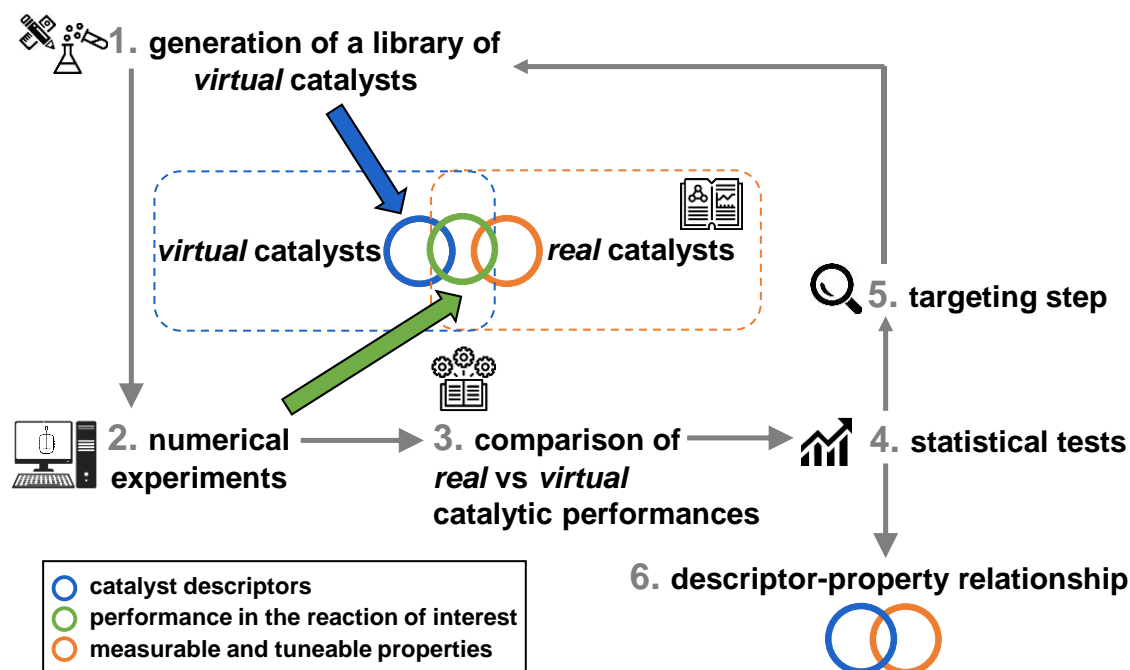 1. generation of a library of
virtual catalysts
virtual catalysts
real catalysts
5. targeting step
2. numerical
experiments
3. comparison of
real vs virtual
catalytic performances
4. statistical tests
6. descriptor-property relationship
catalyst descriptors
performance in the reaction of interest
measurable and tuneable properties